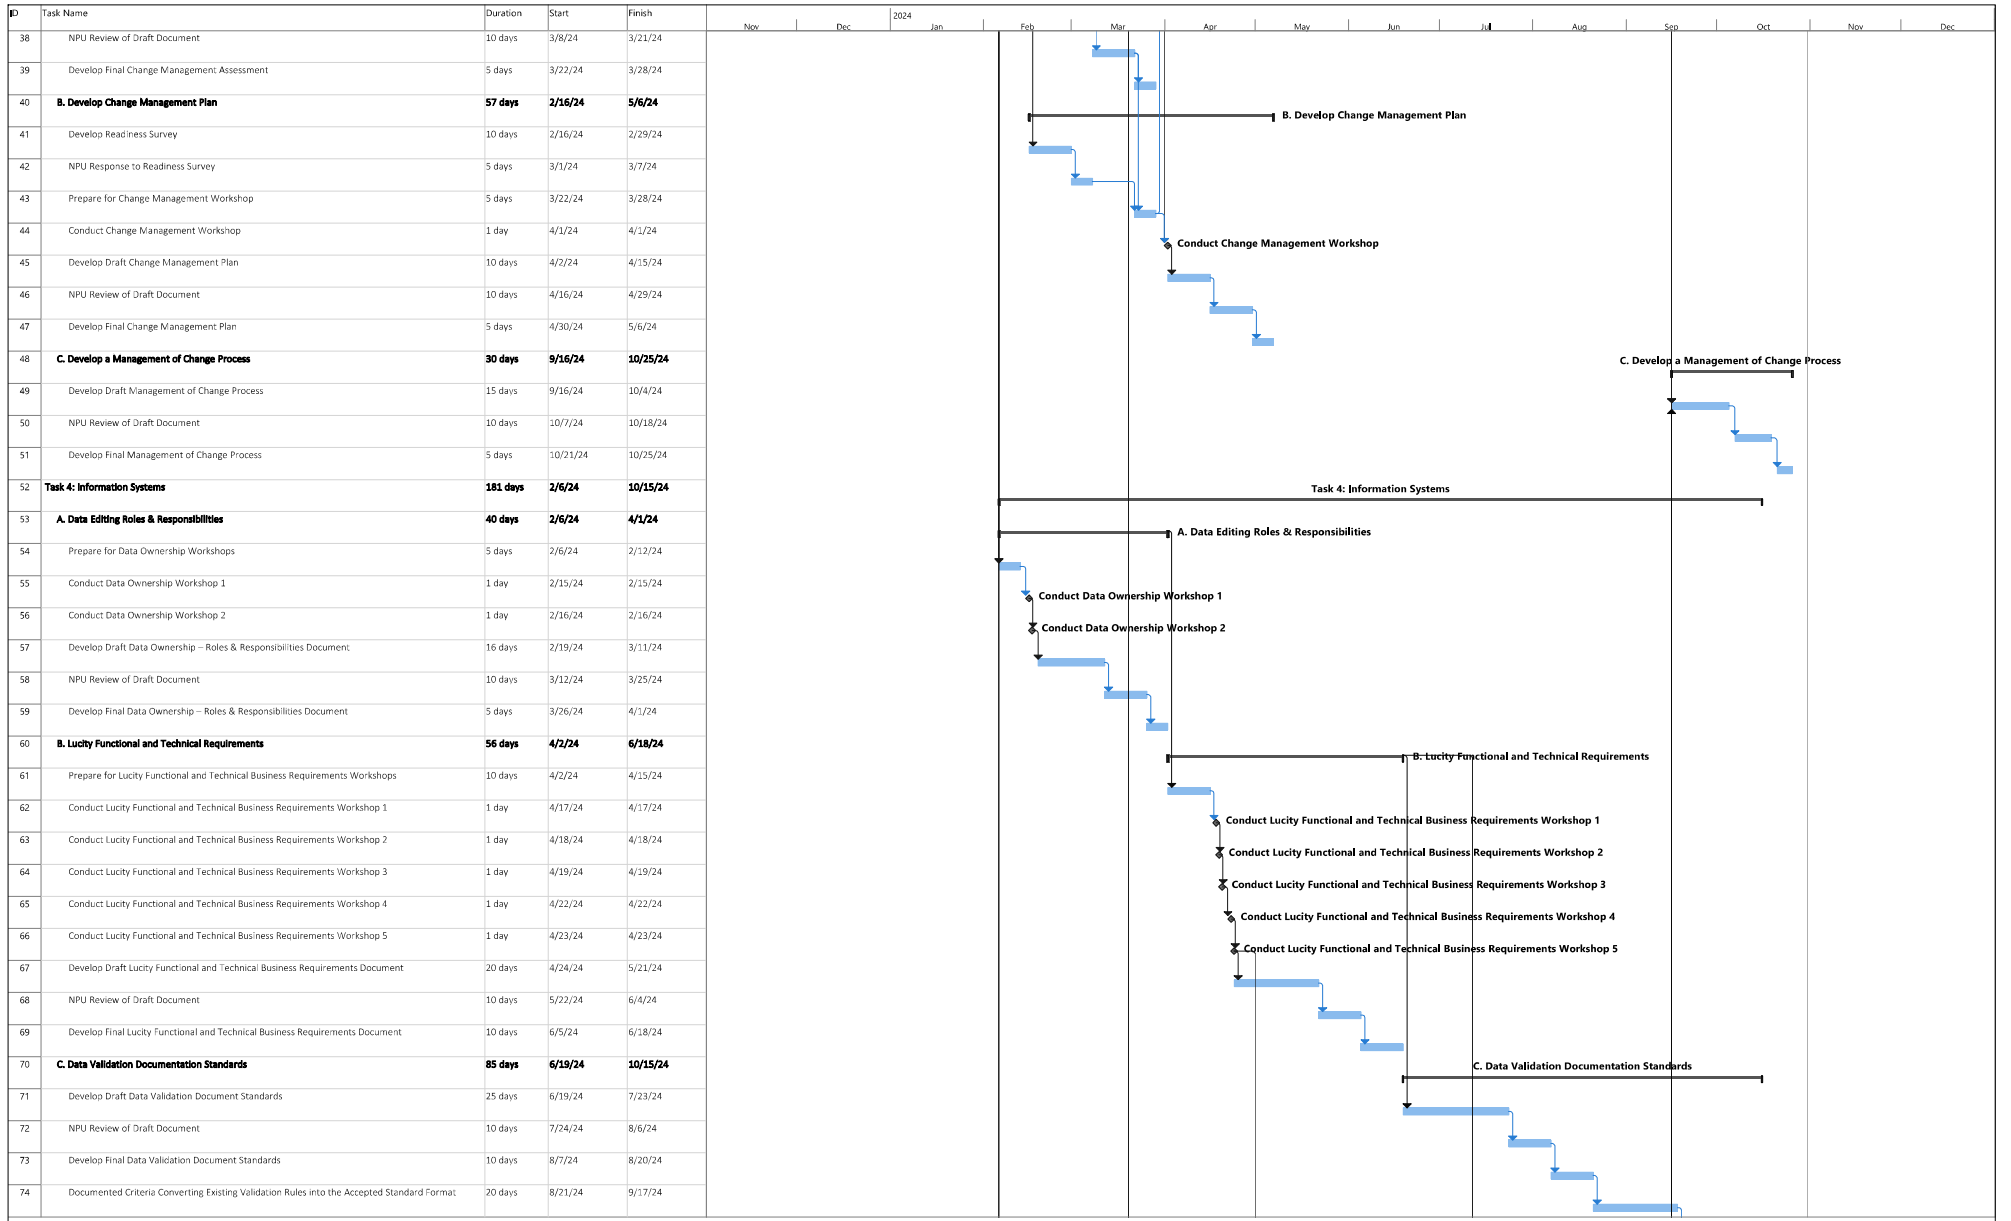 ID Task Name Duration Start Finish
2024
Nov Dec Jan Feb Mar Apr May Jun Jul Aug Sep Oct Nov Dec
38 NPU Review of Draft Document 10 days 3/8/24 3/21/24
39 Develop Final Change Management Assessment 5 days 3/22/24 3/28/24
40 B. Develop Change Management Plan 57 days 2/16/24 5/6/24
B. Develop Change Management Plan
41 Develop Readiness Survey 10 days 2/16/24 2/29/24
42 NPU Response to Readiness Survey 5 days 3/1/24 3/7/24
43 Prepare for Change Management Workshop 5 days 3/22/24 3/28/24
44 Conduct Change Management Workshop 1 day 4/1/24 4/1/24
Conduct Change Management Workshop
45 Develop Draft Change Management Plan 10 days 4/2/24 4/15/24
46 NPU Review of Draft Document 10 days 4/16/24 4/29/24
47 Develop Final Change Management Plan 5 days 4/30/24 5/6/24
48 C. Develop a Management of Change Process 30 days 9/16/24 10/25/24
C. Develop a Management of Change Process
49 Develop Draft Management of Change Process 15 days 9/16/24 10/4/24
50 NPU Review of Draft Document 10 days 10/7/24 10/18/24
51 Develop Final Management of Change Process 5 days 10/21/24 10/25/24
52 Task 4: Information Systems 181 days 2/6/24 10/15/24
Task 4: Information Systems
53 A. Data Editing Roles & Responsibilities 40 days 2/6/24 4/1/24
A. Data Editing Roles & Responsibilities
54 Prepare for Data Ownership Workshops 5 days 2/6/24 2/12/24
55 Conduct Data Ownership Workshop 1 1 day 2/15/24 2/15/24
Conduct Data Ownership Workshop 1
56 Conduct Data Ownership Workshop 2 1 day 2/16/24 2/16/24
Conduct Data Ownership Workshop 2
57 Develop Draft Data Ownership – Roles & Responsibilities Document 16 days 2/19/24 3/11/24
58 NPU Review of Draft Document 10 days 3/12/24 3/25/24
59 Develop Final Data Ownership – Roles & Responsibilities Document 5 days 3/26/24 4/1/24
60 B. Lucity Functional and Technical Requirements 56 days 4/2/24 6/18/24
B. Lucity Functional and Technical Requirements
61 Prepare for Lucity Functional and Technical Business Requirements Workshops 10 days 4/2/24 4/15/24
62 Conduct Lucity Functional and Technical Business Requirements Workshop 1 1 day 4/17/24 4/17/24
Conduct Lucity Functional and Technical Business Requirements Workshop 1
63 Conduct Lucity Functional and Technical Business Requirements Workshop 2 1 day 4/18/24 4/18/24
Conduct Lucity Functional and Technical Business Requirements Workshop 2
64 Conduct Lucity Functional and Technical Business Requirements Workshop 3 1 day 4/19/24 4/19/24
Conduct Lucity Functional and Technical Business Requirements Workshop 3
65 Conduct Lucity Functional and Technical Business Requirements Workshop 4 1 day 4/22/24 4/22/24
Conduct Lucity Functional and Technical Business Requirements Workshop 4
66 Conduct Lucity Functional and Technical Business Requirements Workshop 5 1 day 4/23/24 4/23/24
Conduct Lucity Functional and Technical Business Requirements Workshop 5
67 Develop Draft Lucity Functional and Technical Business Requirements Document 20 days 4/24/24 5/21/24
68 NPU Review of Draft Document 10 days 5/22/24 6/4/24
69 Develop Final Lucity Functional and Technical Business Requirements Document 10 days 6/5/24 6/18/24
70 C. Data Validation Documentation Standards 85 days 6/19/24 10/15/24
C. Data Validation Documentation Standards
71 Develop Draft Data Validation Document Standards 25 days 6/19/24 7/23/24
72 NPU Review of Draft Document 10 days 7/24/24 8/6/24
73 Develop Final Data Validation Document Standards 10 days 8/7/24 8/20/24
74 Documented Criteria Converting Existing Validation Rules into the Accepted Standard Format 20 days 8/21/24 9/17/24